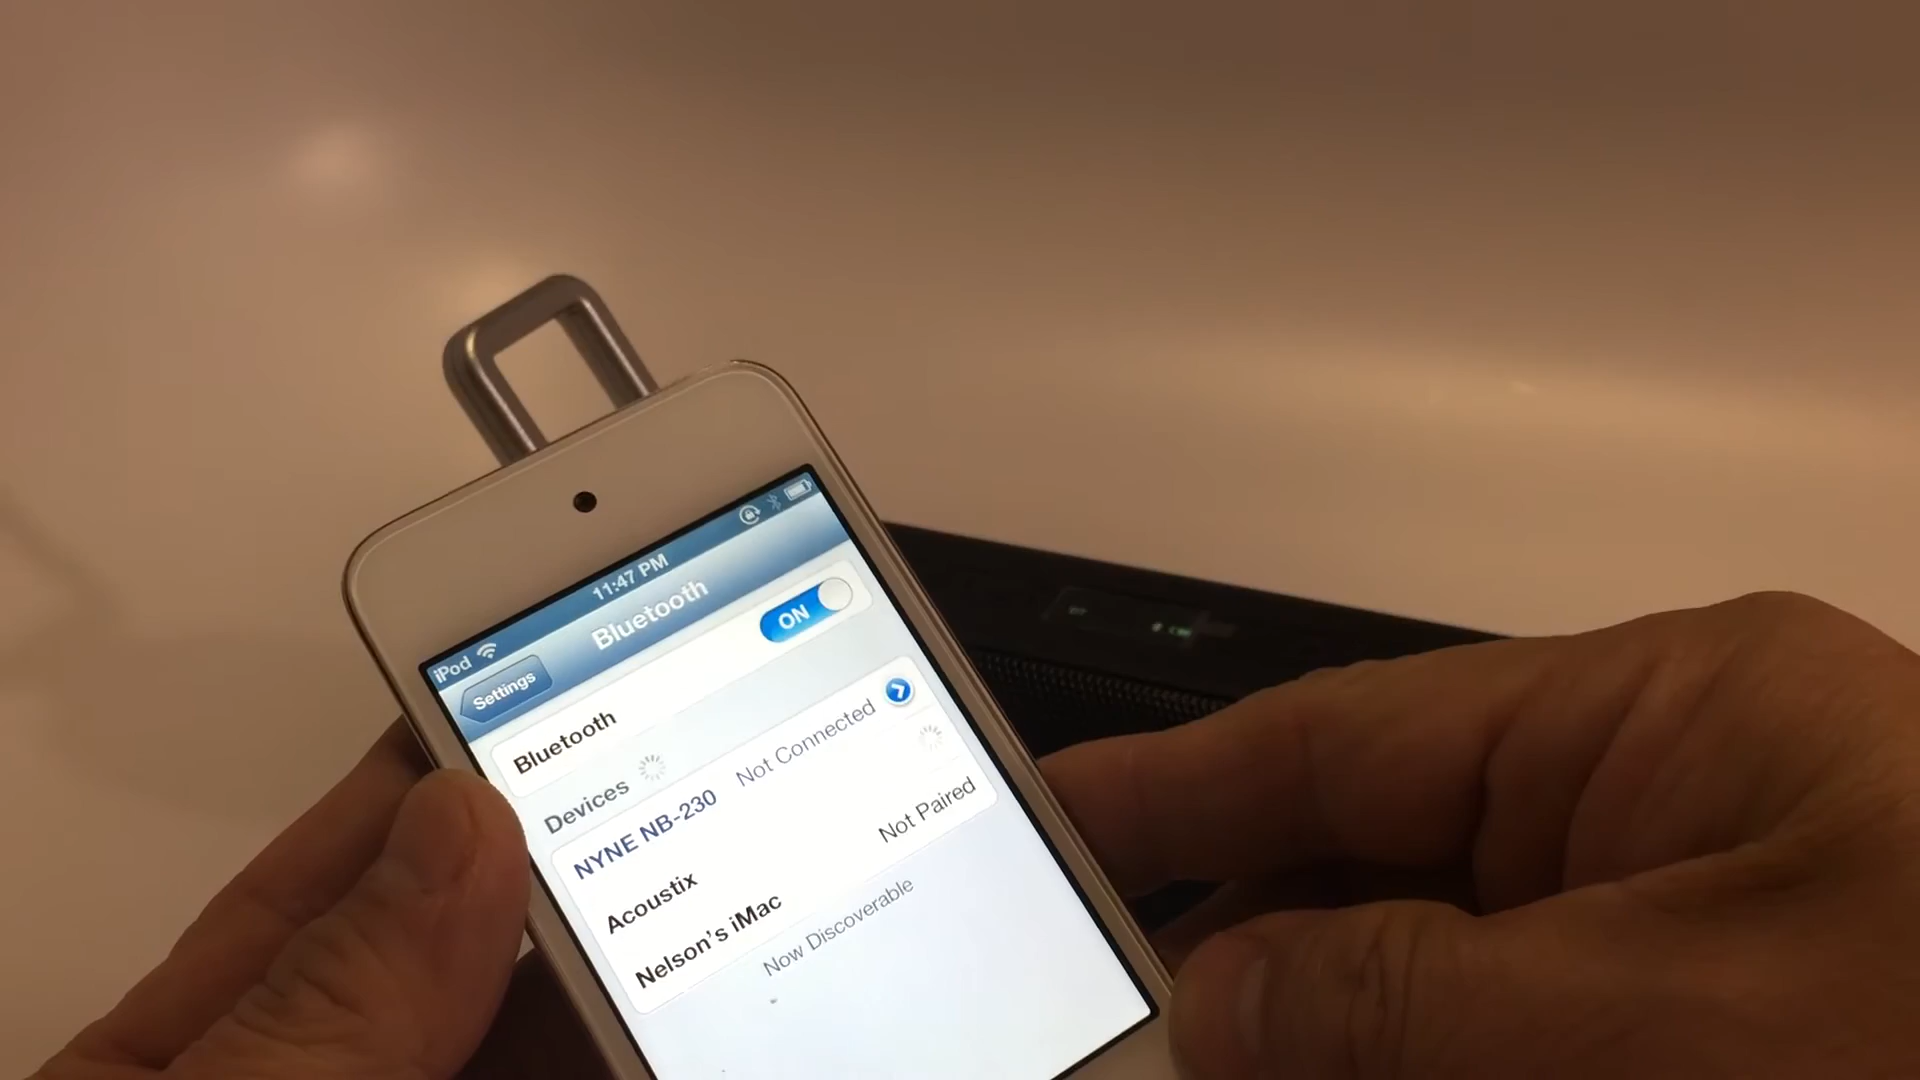 iPod 11:47 PM
Settings Bluetooth
Bluetooth ON
Devices
NYNE NB-230 Not Connected
Acoustix
Nelson's iMac Not Paired
Now Discoverable